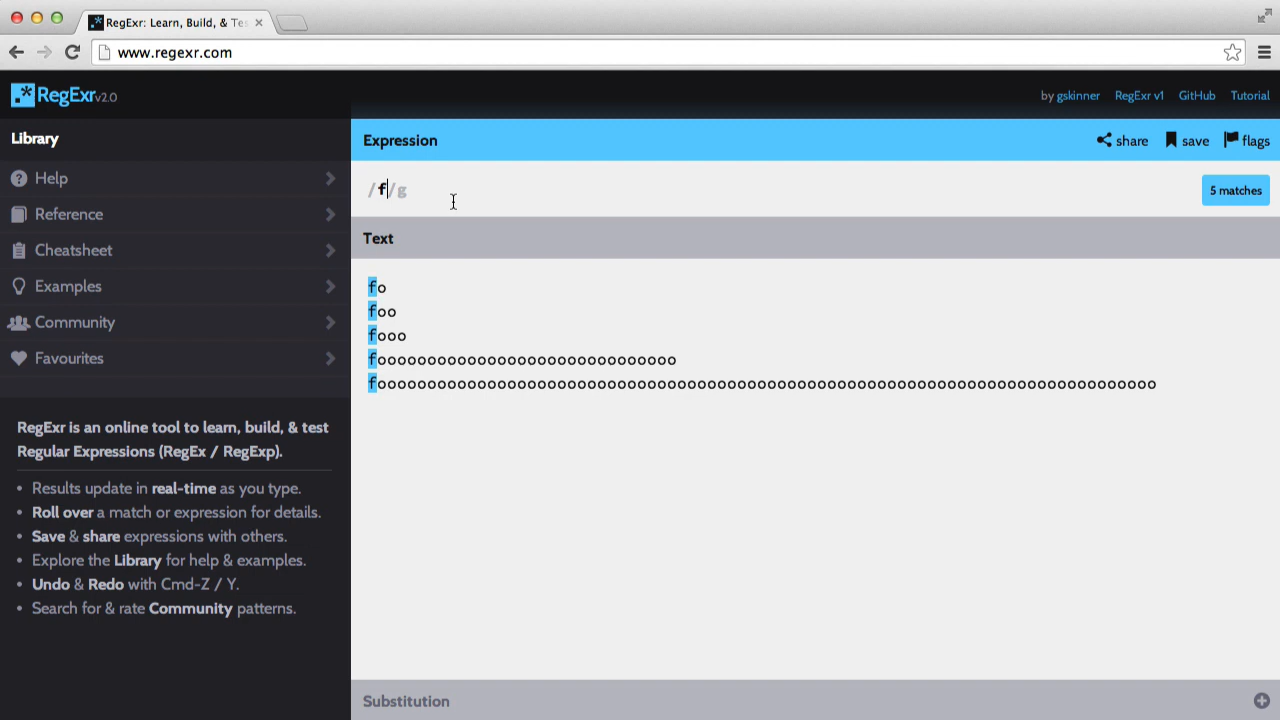 RegExr: Learn, Build, & Tes
www.regexr.com
.* RegExr v2.0
by gskinner RegExr v1 GitHub Tutorial
Library
Expression
share save flags
Help
/f/g
5 matches
Reference
Text
Cheatsheet
Examples
Community
Favourites
fo
foo
fooo
foooooooooooooooooooooooooooooo
foooooooooooooooooooooooooooooooooooooooooooooooooooooooooooooooooooooooooooooo
RegExr is an online tool to learn, build, & test
Regular Expressions (RegEx / RegExp).
• Results update in real-time as you type.
• Roll over a match or expression for details.
• Save & share expressions with others.
• Explore the Library for help & examples.
• Undo & Redo with Cmd-Z / Y.
• Search for & rate Community patterns.
Substitution